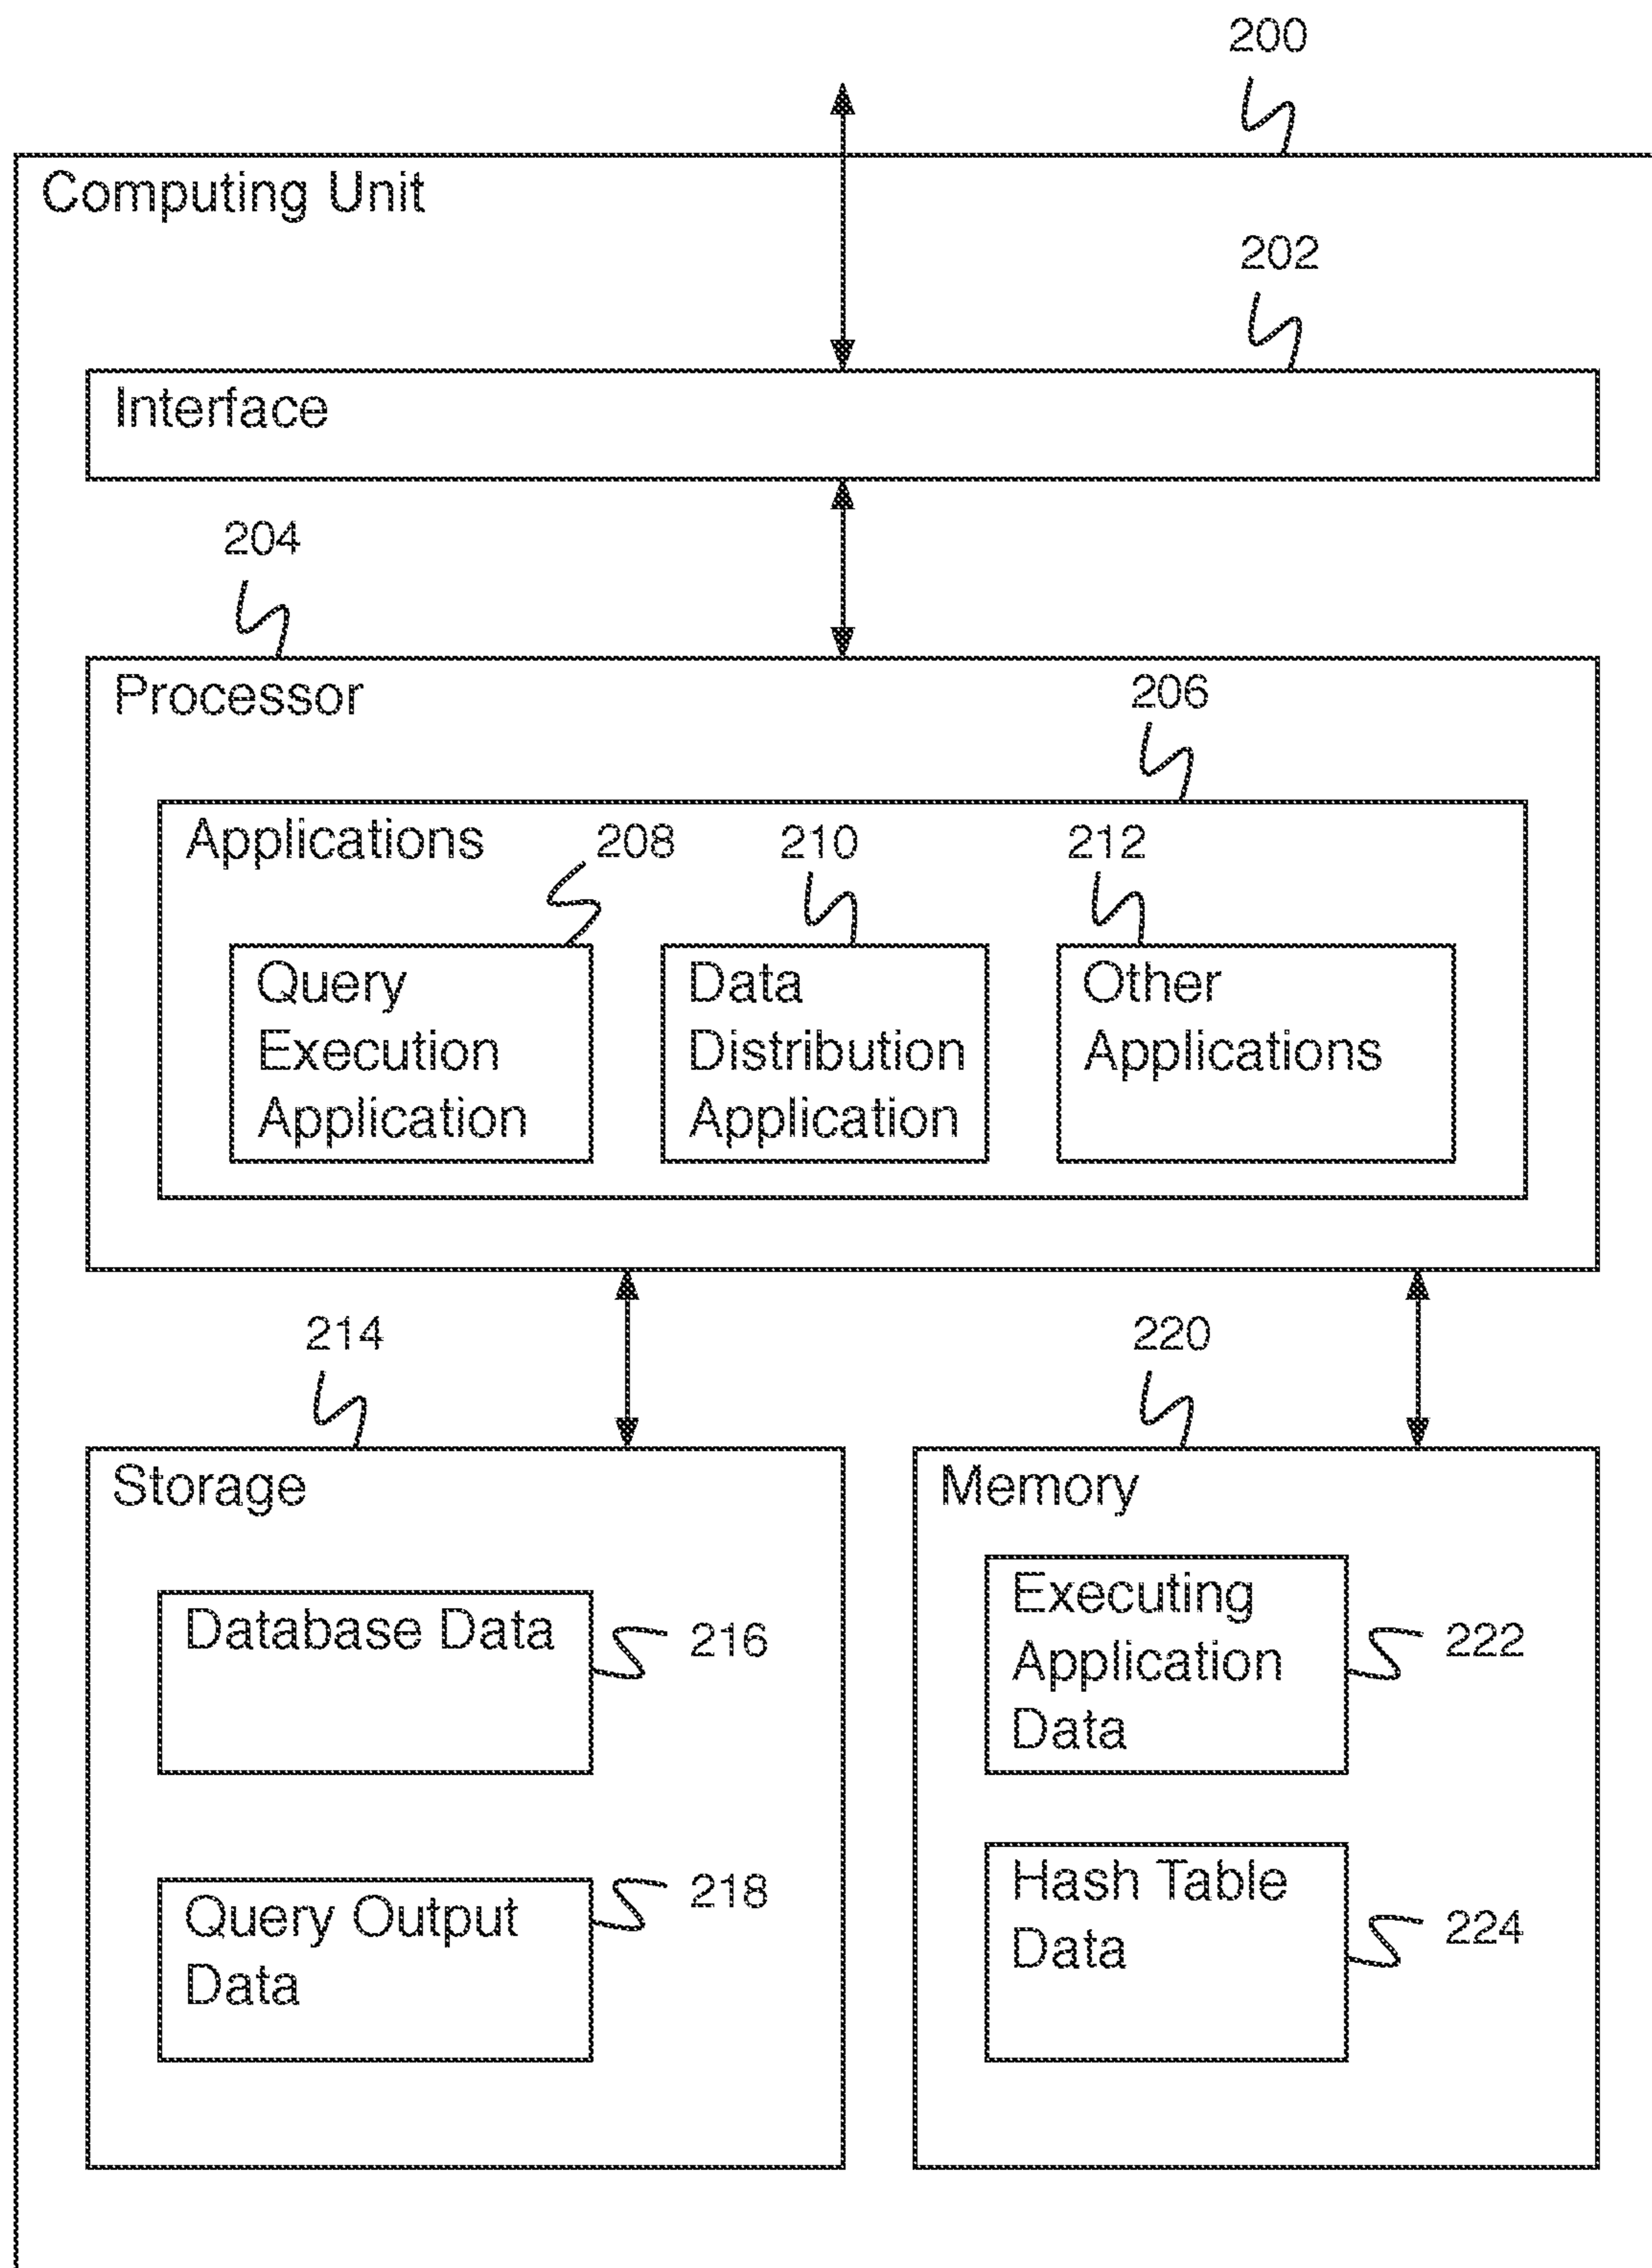 200
Computing Unit
202
Interface
204
Processor
206
Applications
208
210
212
Query
Execution
Application
Data
Distribution
Application
Other
Applications
214
220
Storage
Database Data
216
Query Output
Data
218
Memory
Executing
Application
Data
222
Hash Table
Data
224